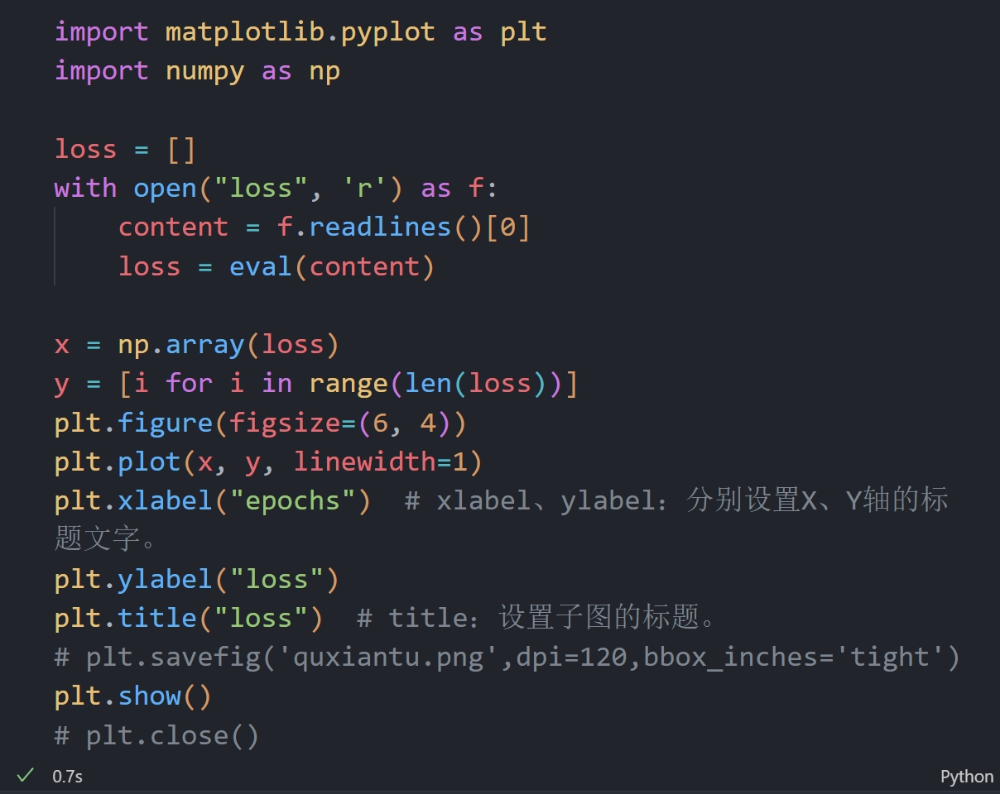 import matplotlib.pyplot as plt
import numpy as np

loss = []
with open("loss", 'r') as f:
    content = f.readlines()[0]
    loss = eval(content)

x = np.array(loss)
y = [i for i in range(len(loss))]
plt.figure(figsize=(6, 4))
plt.plot(x, y, linewidth=1)
plt.xlabel("epochs")  # xlabel、ylabel：分别设置X、Y轴的标
题文字。
plt.ylabel("loss")
plt.title("loss")  # title：设置子图的标题。
# plt.savefig('quxiantu.png',dpi=120,bbox_inches='tight')
plt.show()
# plt.close()
0.7s
Python